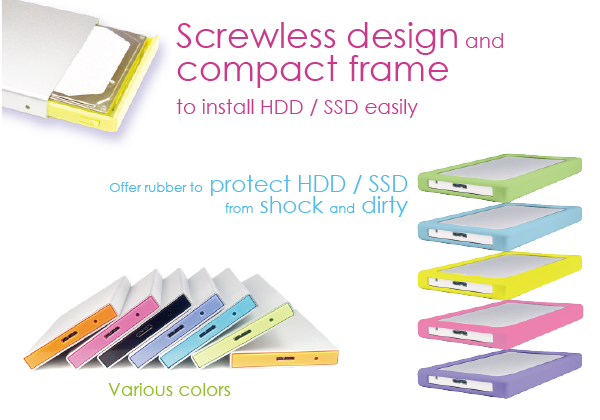 Screwless design and
compact frame
to install HDD / SSD easily
Offer rubber to protect HDD / SSD
from shock and dirty
Various colors